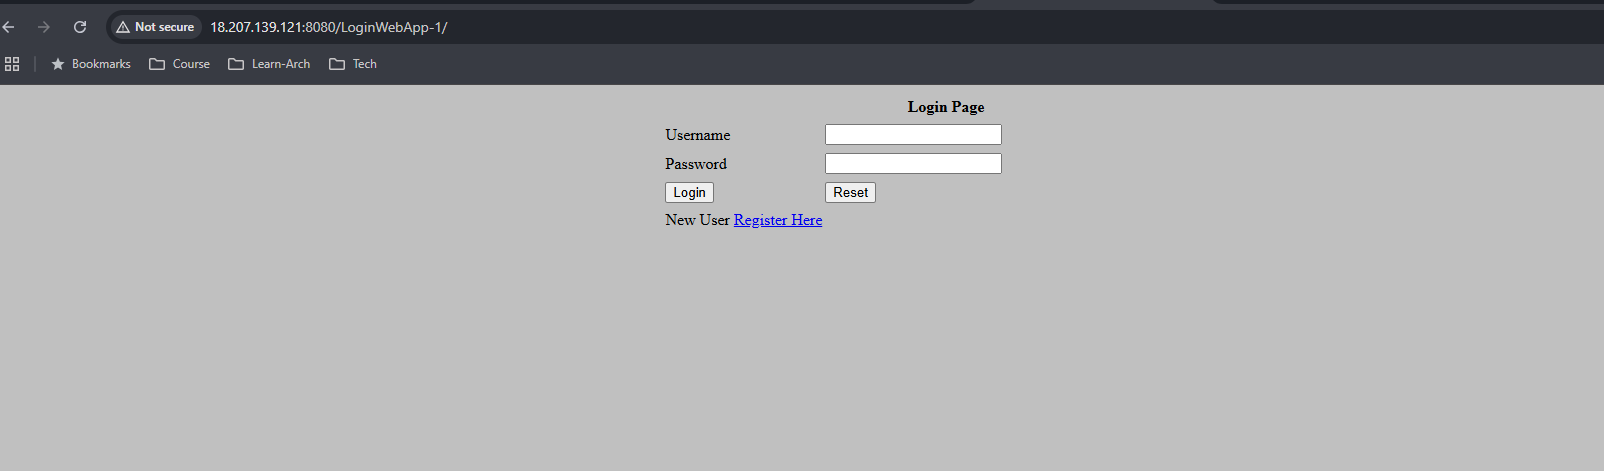 Not secure 18.207.139.121:8080/LoginWebApp-1/
Bookmarks Course Learn-Arch Tech
Login Page
Username
Password
Login Reset
New User Register Here